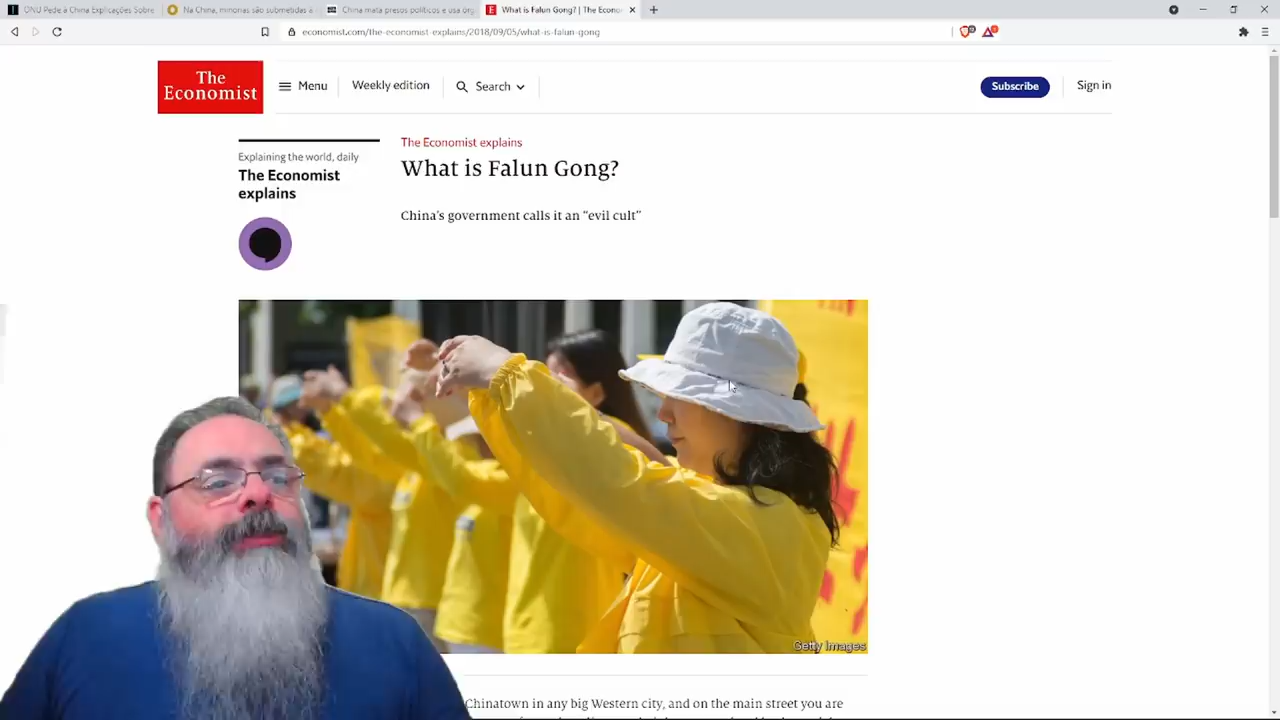 ONU Pede à China Explicações Sobre
Na China, minorias são submetidas à
China mata presos políticos e usa órg
What is Falun Gong? | The Econo
economist.com/the-economist-explains/2018/09/05/what-is-falun-gong
The
Economist
Menu
Weekly edition
Search
Subscribe
Sign in
Explaining the world, daily
The Economist
explains
The Economist explains
What is Falun Gong?
China's government calls it an “evil cult”
Getty Images
Chinatown in any big Western city, and on the main street you are